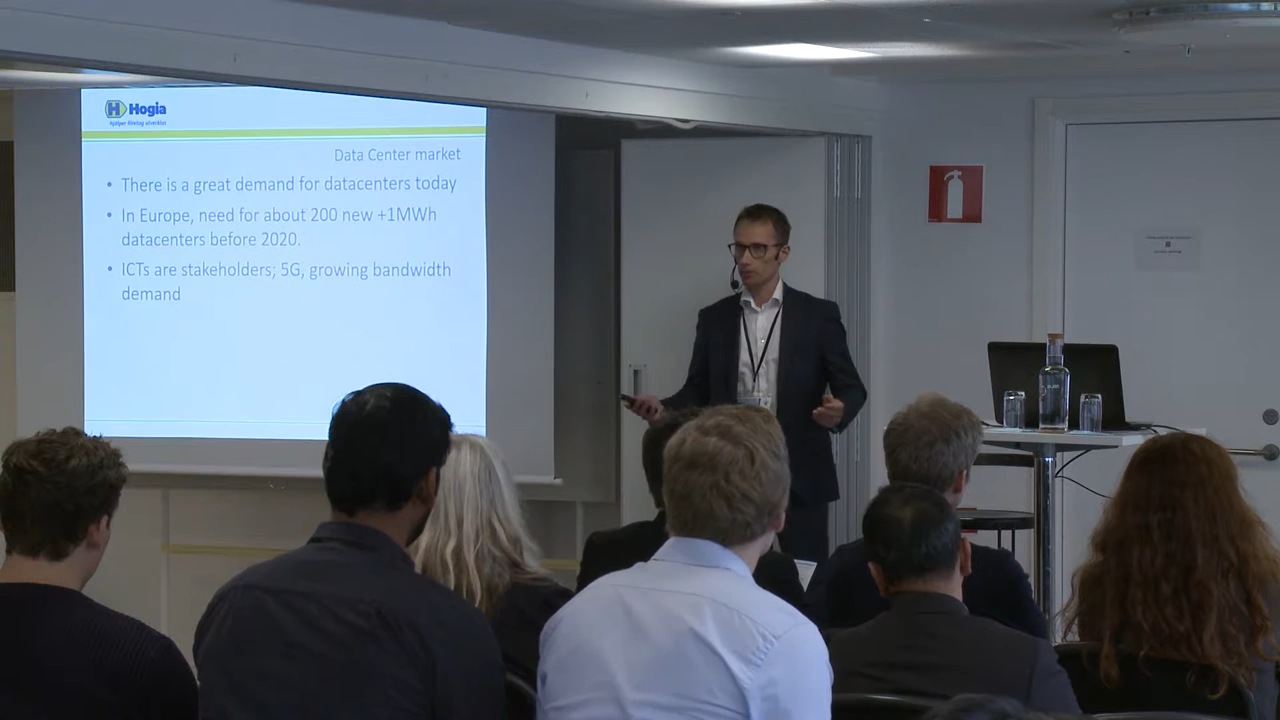 H Hogia
hjälper företag utvecklas
Data Center market
• There is a great demand for datacenters today
• In Europe, need for about 200 new +1MWh
datacenters before 2020.
• ICTs are stakeholders; 5G, growing bandwidth
demand